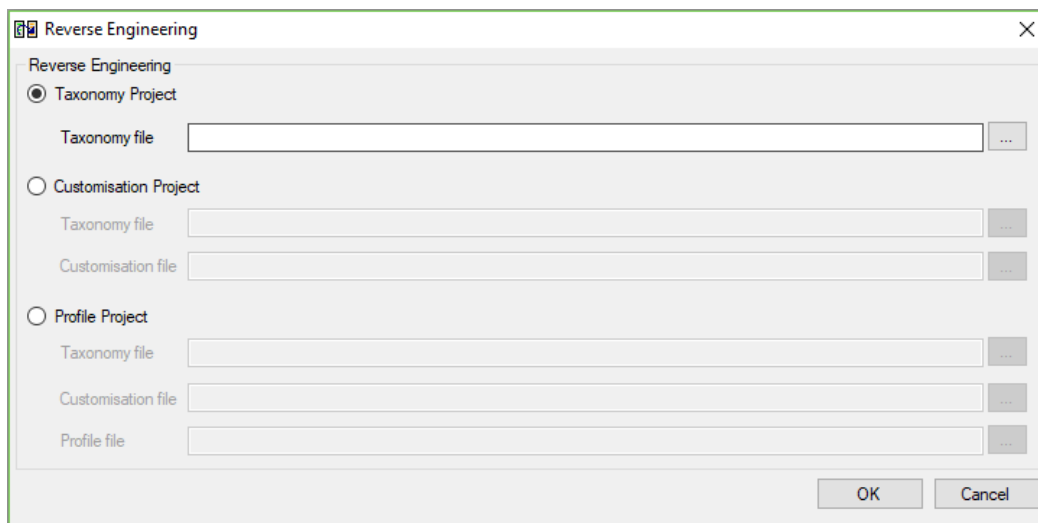 Reverse Engineering
Reverse Engineering
Taxonomy Project
Taxonomy file ...
Customisation Project
Taxonomy file ...
Customisation file ...
Profile Project
Taxonomy file ...
Customisation file ...
Profile file ...
OK Cancel